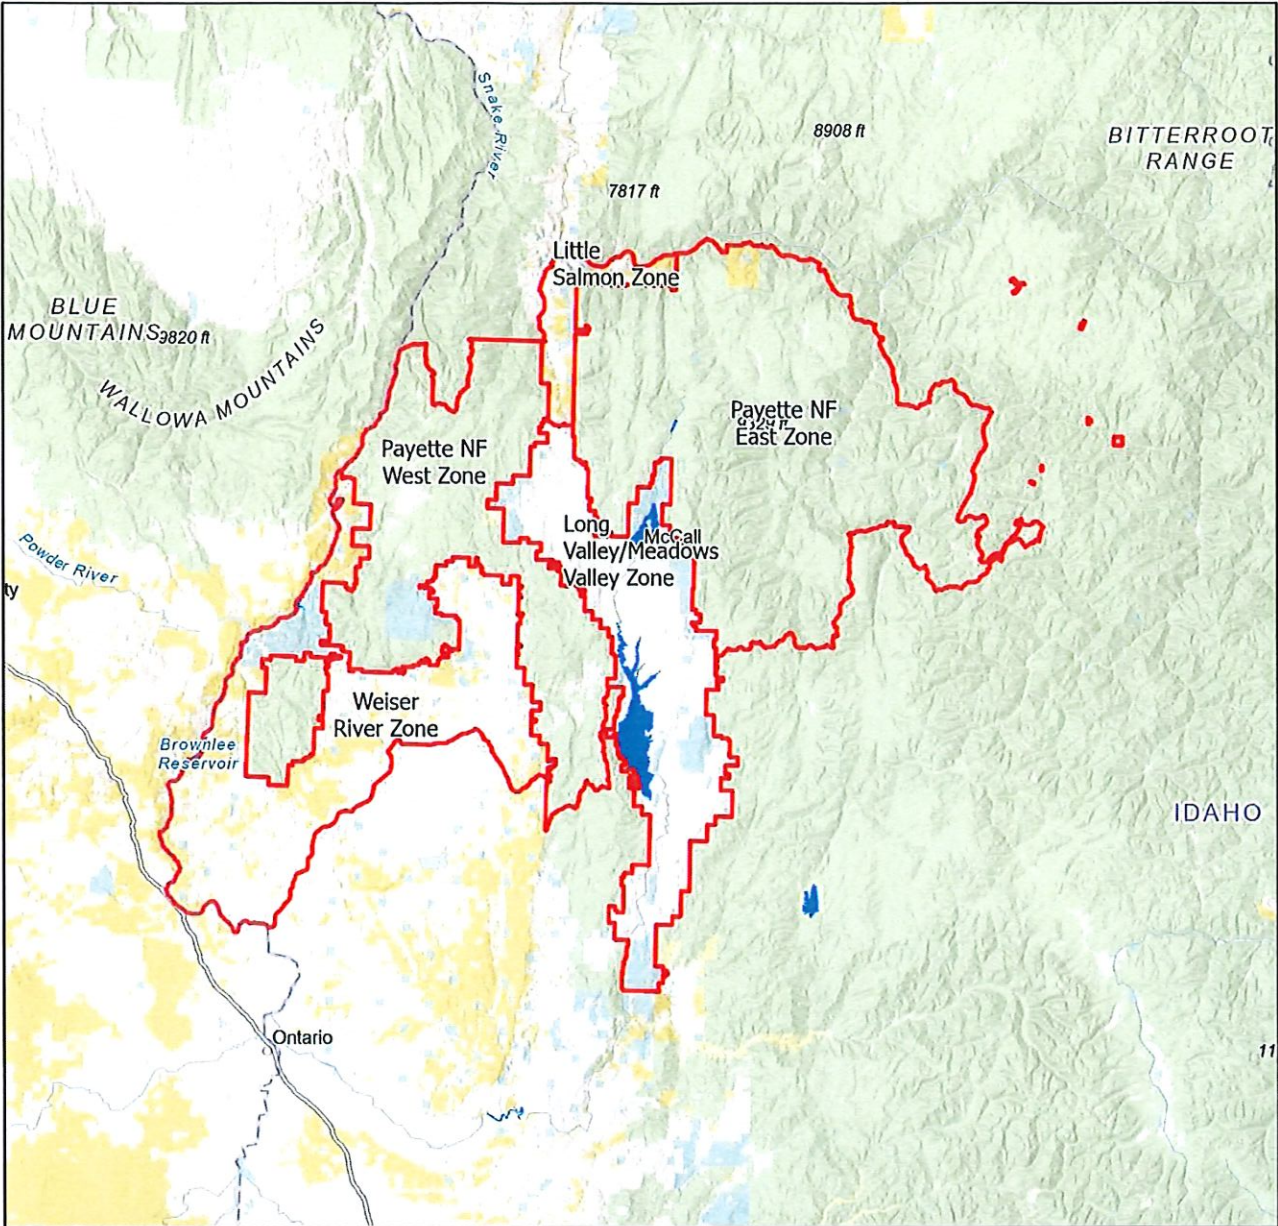 Snake River
8908 ft
BITTERROOT
RANGE
7817 ft
Little
Salmon Zone
BLUE
MOUNTAINS
9820 ft
WALLOWA MOUNTAINS
Payette NF
East Zone
Payette NF
West Zone
Long
Valley/Meadows
Valley Zone
McCall
Powder River
ty
Weiser
River Zone
Brownlee
Reservoir
IDAHO
Ontario
11